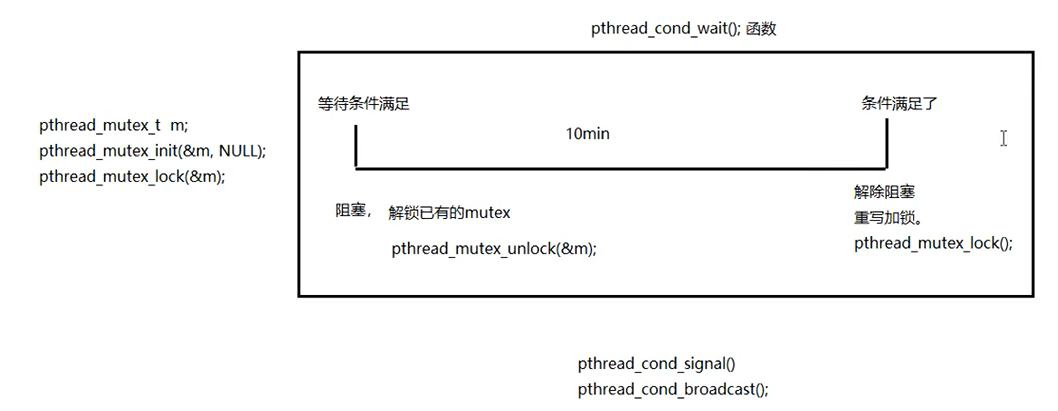 pthread_cond_wait(); 函数
等待条件满足
条件满足了
pthread_mutex_t  m;
10min
pthread_mutex_init(&m, NULL);
pthread_mutex_lock(&m);
解除阻塞
阻塞， 解锁已有的mutex
重写加锁。
pthread_mutex_unlock(&m);
pthread_mutex_lock();
pthread_cond_signal()
pthread_cond_broadcast();